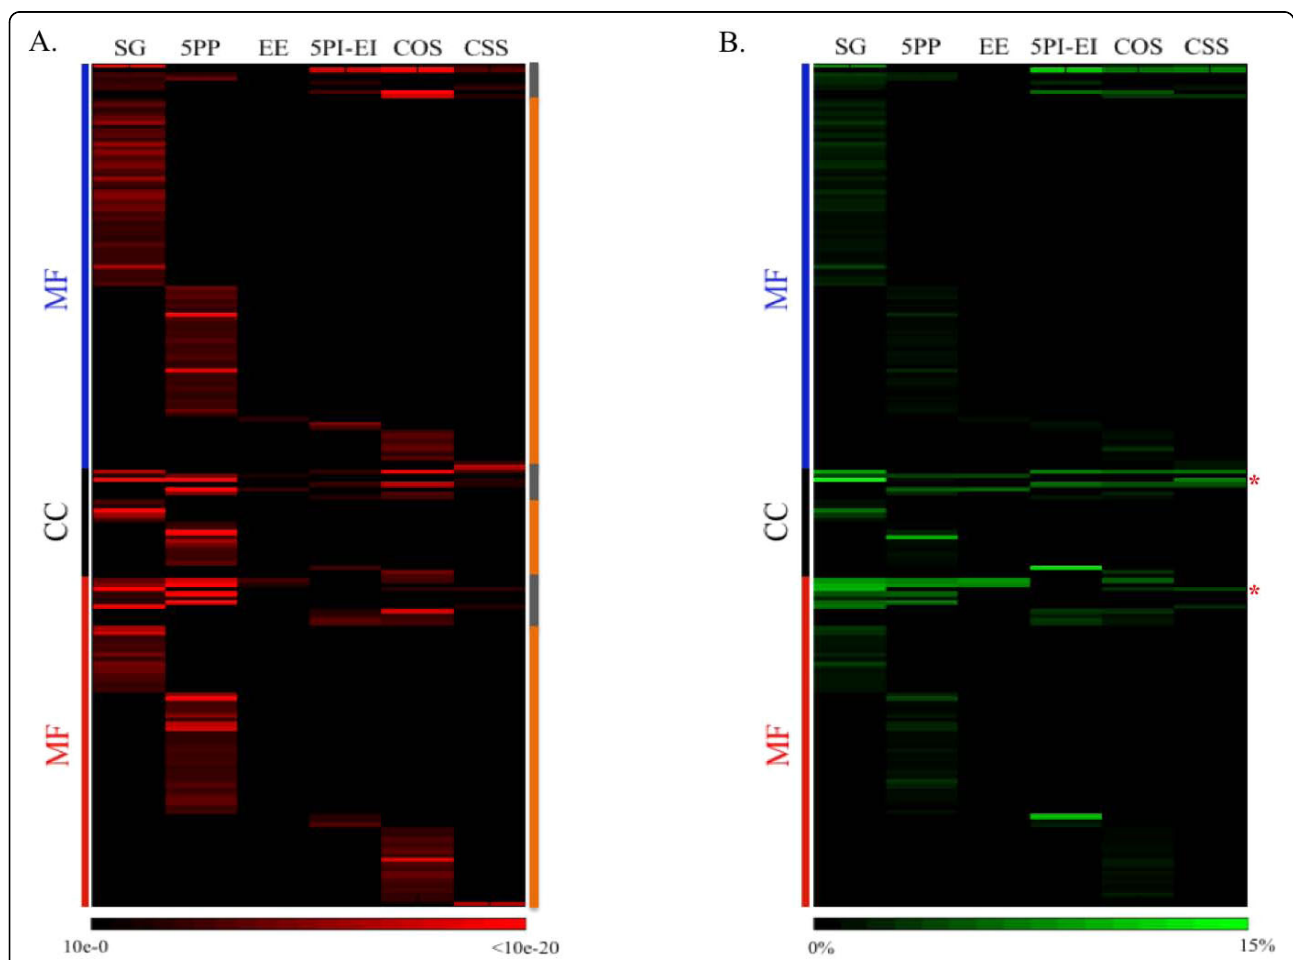 A.
SG 5PP EE 5PI-EI COS CSS
MF
CC
MF
10e-0 <10e-20
B.
SG 5PP EE 5PI-EI COS CSS
MF
CC
MF
*
*
0% 15%